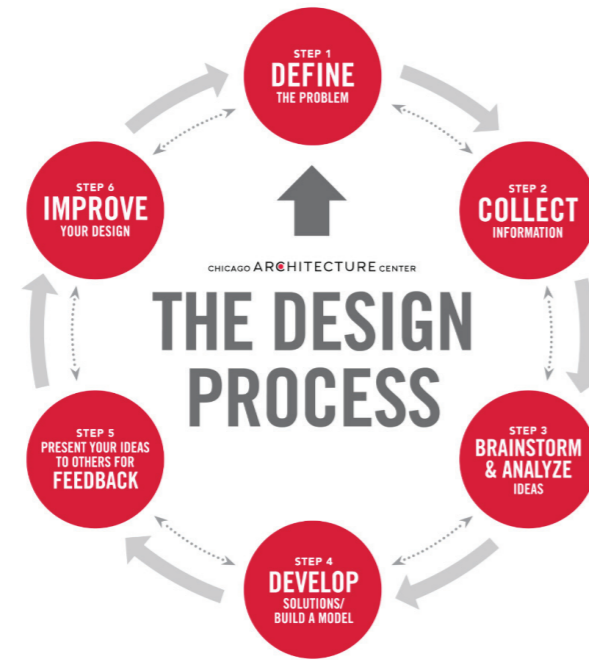 STEP 1
DEFINE
THE PROBLEM
STEP 2
COLLECT
INFORMATION
STEP 3
BRAINSTORM
& ANALYZE
IDEAS
STEP 4
DEVELOP
SOLUTIONS/
BUILD A MODEL
STEP 5
PRESENT YOUR IDEAS
TO OTHERS FOR
FEEDBACK
STEP 6
IMPROVE
YOUR DESIGN
CHICAGO ARCHITECTURE CENTER
THE DESIGN
PROCESS